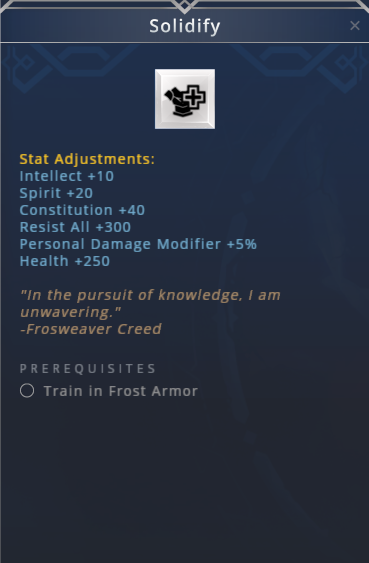 Solidify
Stat Adjustments:
Intellect +10
Spirit +20
Constitution +40
Resist All +300
Personal Damage Modifier +5%
Health +250
"In the pursuit of knowledge, I am
unwavering."
-Frosweaver Creed
PREREQUISITES
Train in Frost Armor